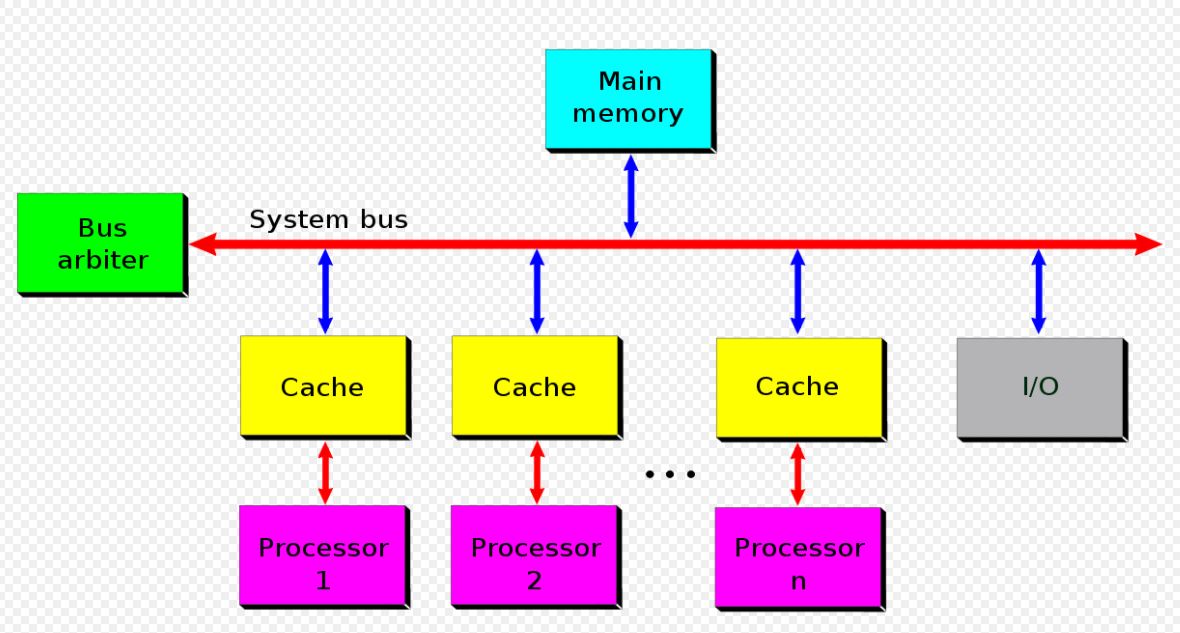 Main
memory
Bus
arbiter
System bus
Cache
Cache
Cache
I/O
...
Processor
1
Processor
2
Processor
n